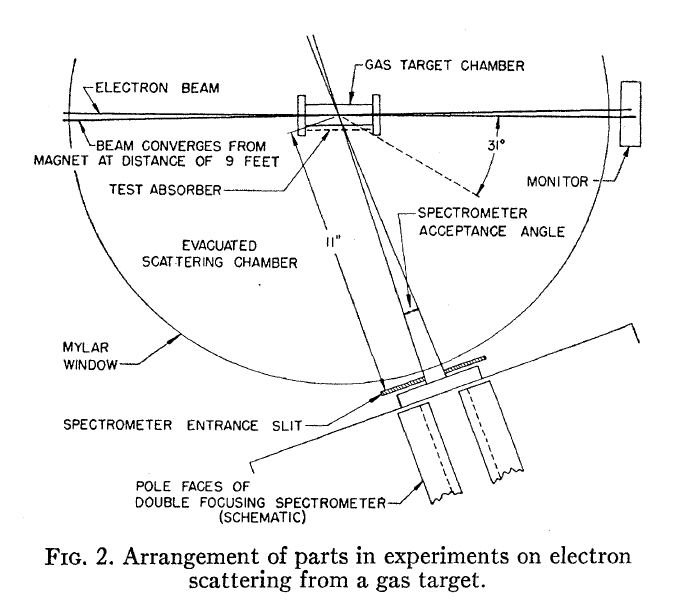 GAS TARGET CHAMBER
ELECTRON BEAM
BEAM CONVERGES FROM
MAGNET AT DISTANCE OF 9 FEET
31°
TEST ABSORBER
MONITOR
SPECTROMETER
ACCEPTANCE ANGLE
11"
EVACUATED
SCATTERING CHAMBER
MYLAR
WINDOW
SPECTROMETER ENTRANCE SLIT
POLE FACES OF
DOUBLE FOCUSING SPECTROMETER
(SCHEMATIC)
FIG. 2. Arrangement of parts in experiments on electron
scattering from a gas target.